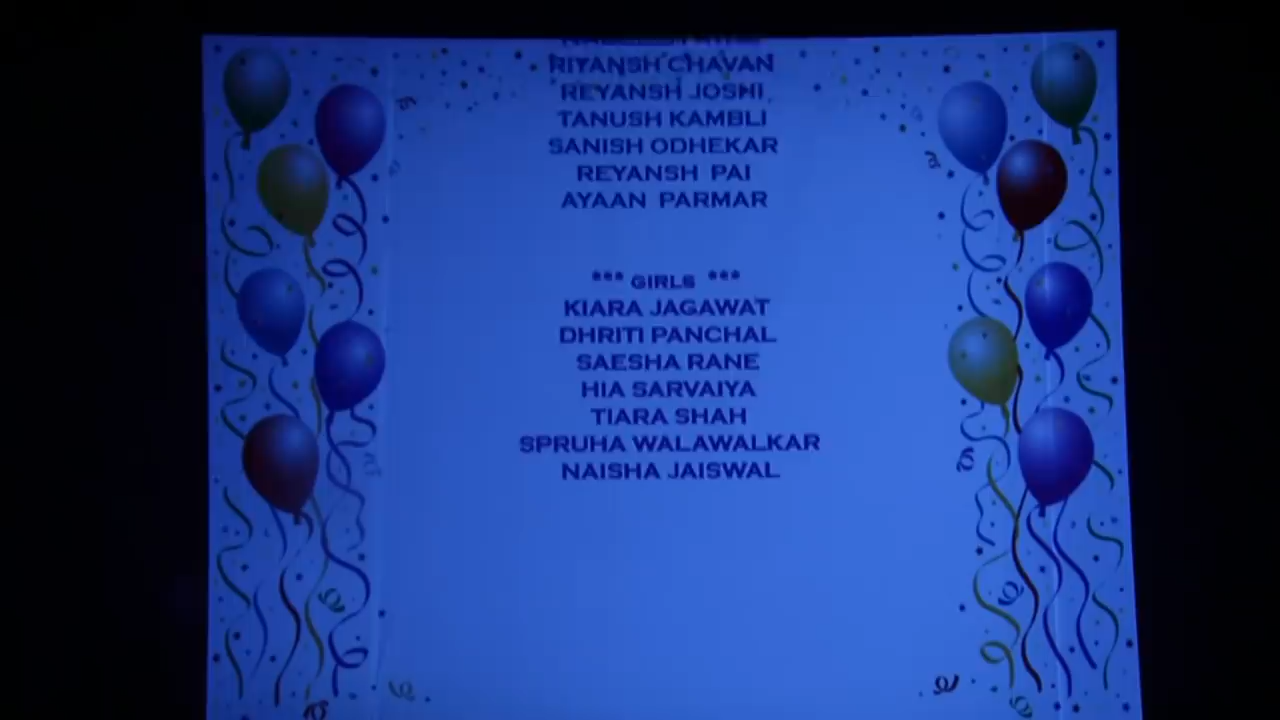 RIYANSH CHAVAN
REYANSH JOSHI
TANUSH KAMBLI
SANISH ODHEKAR
REYANSH PAI
AYAAN PARMAR
*** GIRLS ***
KIARA JAGAWAT
DHRITI PANCHAL
SAESHA RANE
HIA SARVAIYA
TIARA SHAH
SPRUHA WALAWALKAR
NAISHA JAISWAL